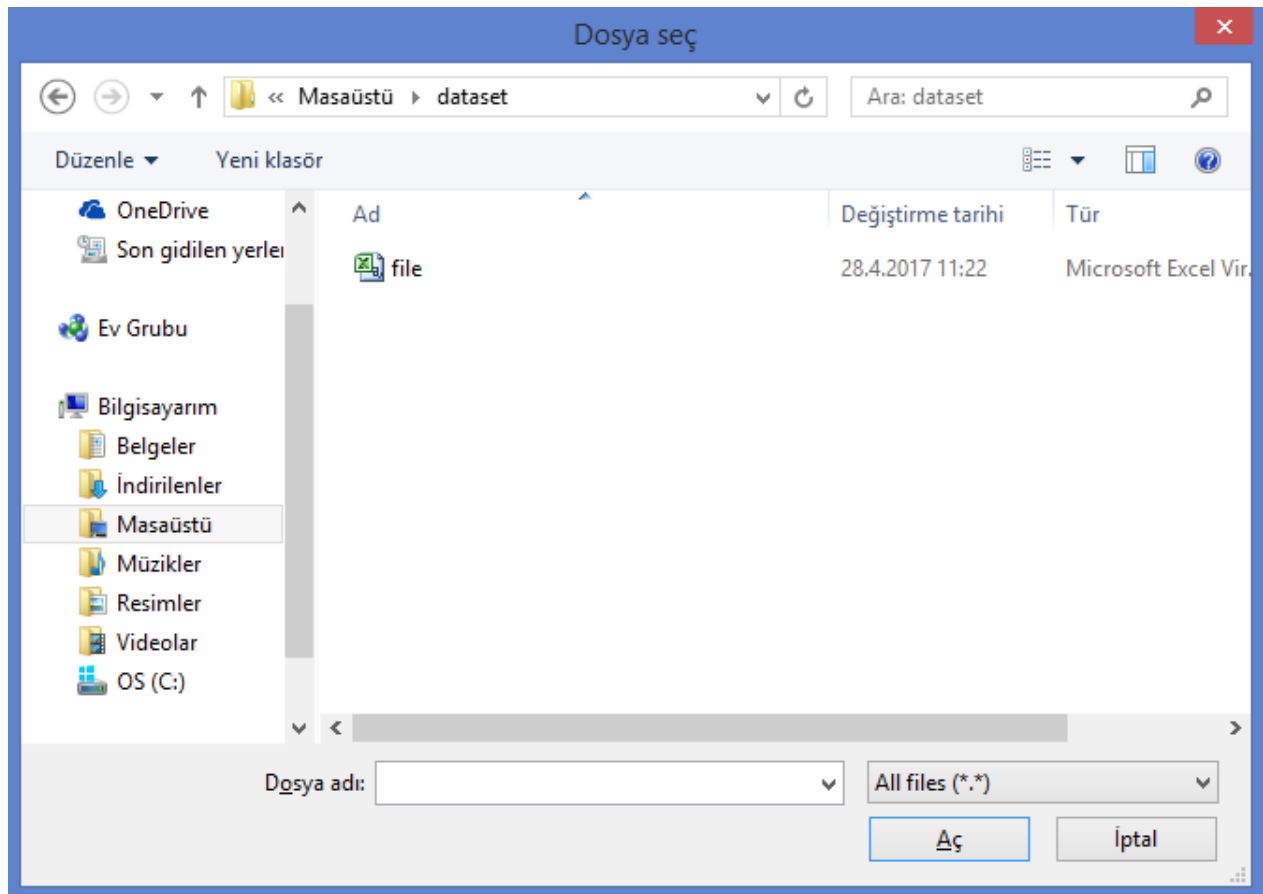 Dosya seç
« Masaüstü dataset
Ara: dataset
Düzenle Yeni klasör
OneDrive
Son gidilen yerler
Ev Grubu
Bilgisayarım
Belgeler
İndirilenler
Masaüstü
Müzikler
Resimler
Videolar
OS (C:)
Ad Değiştirme tarihi Tür
file 28.4.2017 11:22 Microsoft Excel Vir.
Dosya adı: All files (*.*)
Aç İptal